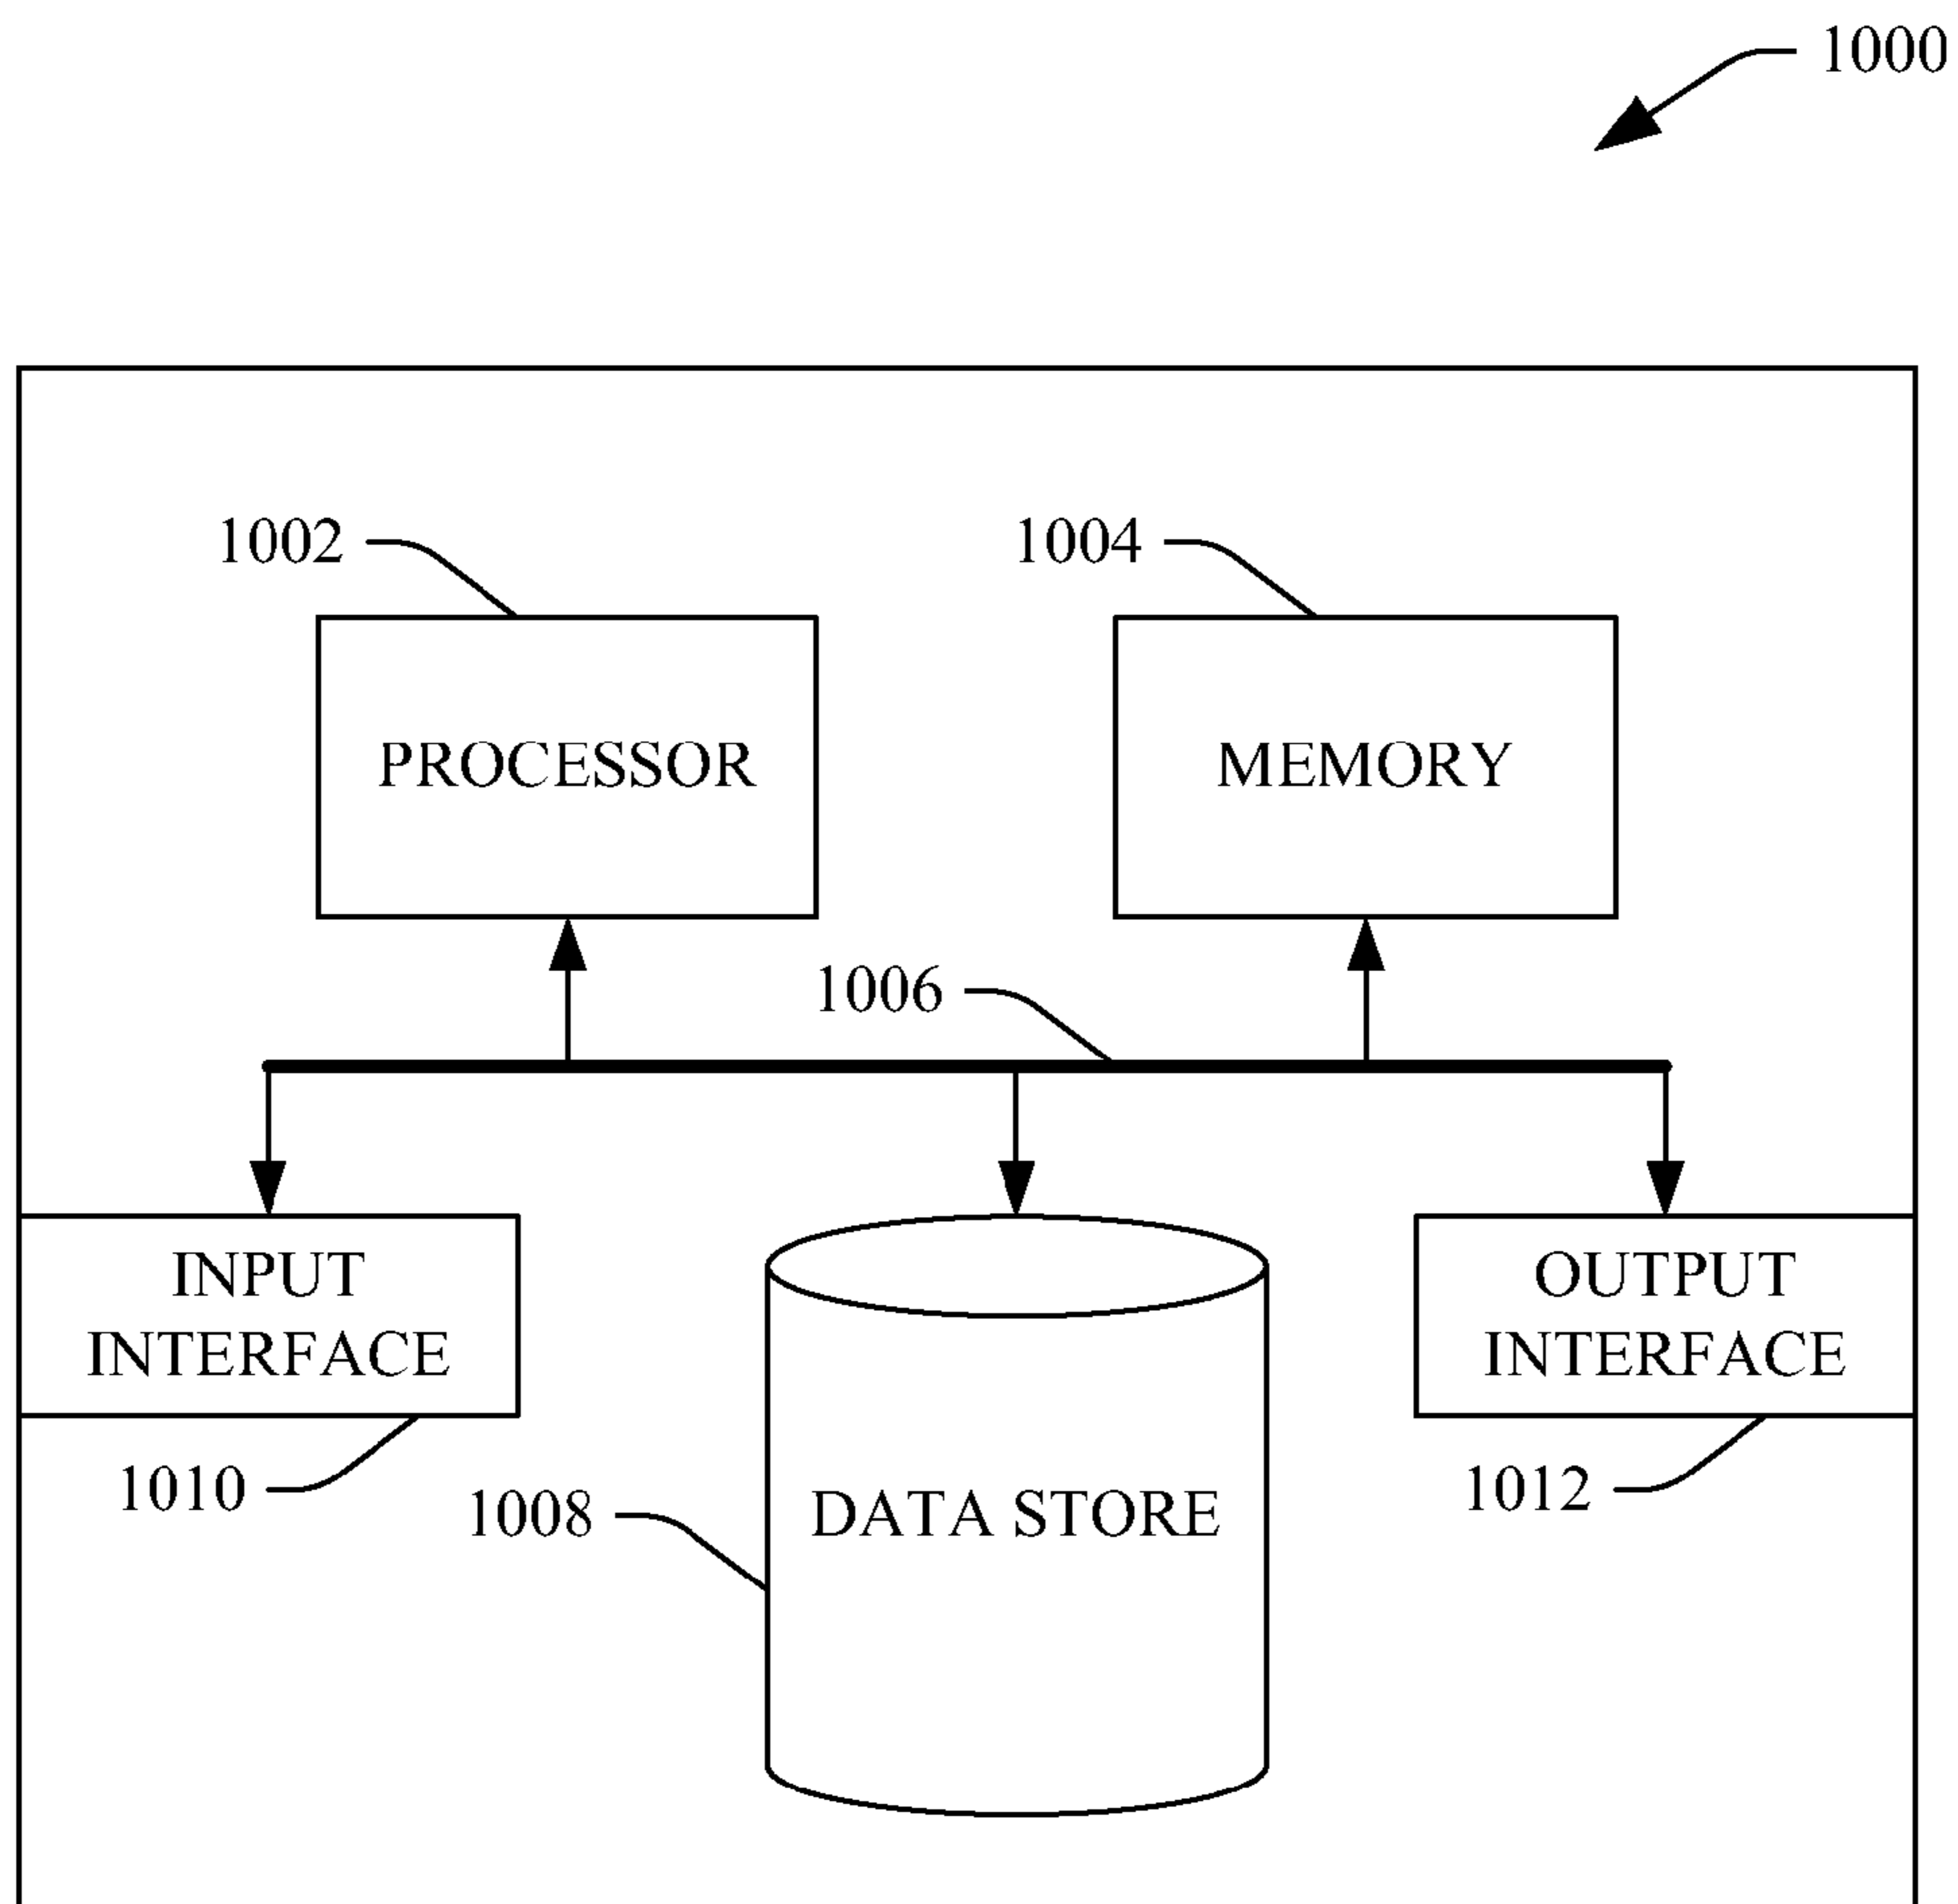 1000
1002
1004
PROCESSOR
MEMORY
1006
INPUT
INTERFACE
OUTPUT
INTERFACE
1010
1008
DATA STORE
1012